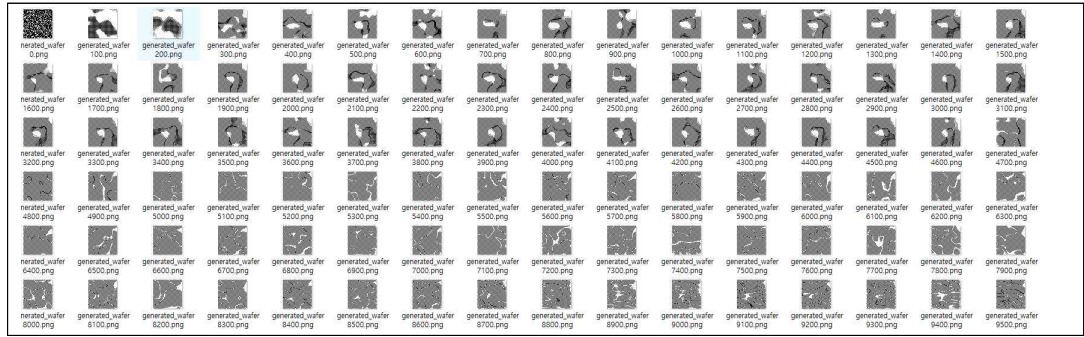 nerated_wafer generated_wafer generated_wafer generated_wafer generated_wafer generated_wafer generated_wafer generated_wafer generated_wafer generated_wafer generated_wafer generated_wafer generated_wafer generated_wafer generated_wafer generated_wafer
0.png 100.png 200.png 300.png 400.png 500.png 600.png 700.png 800.png 900.png 1000.png 1100.png 1200.png 1300.png 1400.png 1500.png
nerated_wafer generated_wafer generated_wafer generated_wafer generated_wafer generated_wafer generated_wafer generated_wafer generated_wafer generated_wafer generated_wafer generated_wafer generated_wafer generated_wafer generated_wafer generated_wafer
1600.png 1700.png 1800.png 1900.png 2000.png 2100.png 2200.png 2300.png 2400.png 2500.png 2600.png 2700.png 2800.png 2900.png 3000.png 3100.png
nerated_wafer generated_wafer generated_wafer generated_wafer generated_wafer generated_wafer generated_wafer generated_wafer generated_wafer generated_wafer generated_wafer generated_wafer generated_wafer generated_wafer generated_wafer generated_wafer
3200.png 3300.png 3400.png 3500.png 3600.png 3700.png 3800.png 3900.png 4000.png 4100.png 4200.png 4300.png 4400.png 4500.png 4600.png 4700.png
nerated_wafer generated_wafer generated_wafer generated_wafer generated_wafer generated_wafer generated_wafer generated_wafer generated_wafer generated_wafer generated_wafer generated_wafer generated_wafer generated_wafer generated_wafer generated_wafer
4800.png 4900.png 5000.png 5100.png 5200.png 5300.png 5400.png 5500.png 5600.png 5700.png 5800.png 5900.png 6000.png 6100.png 6200.png 6300.png
nerated_wafer generated_wafer generated_wafer generated_wafer generated_wafer generated_wafer generated_wafer generated_wafer generated_wafer generated_wafer generated_wafer generated_wafer generated_wafer generated_wafer generated_wafer generated_wafer
6400.png 6500.png 6600.png 6700.png 6800.png 6900.png 7000.png 7100.png 7200.png 7300.png 7400.png 7500.png 7600.png 7700.png 7800.png 7900.png
nerated_wafer generated_wafer generated_wafer generated_wafer generated_wafer generated_wafer generated_wafer generated_wafer generated_wafer generated_wafer generated_wafer generated_wafer generated_wafer generated_wafer generated_wafer generated_wafer
8000.png 8100.png 8200.png 8300.png 8400.png 8500.png 8600.png 8700.png 8800.png 8900.png 9000.png 9100.png 9200.png 9300.png 9400.png 9500.png